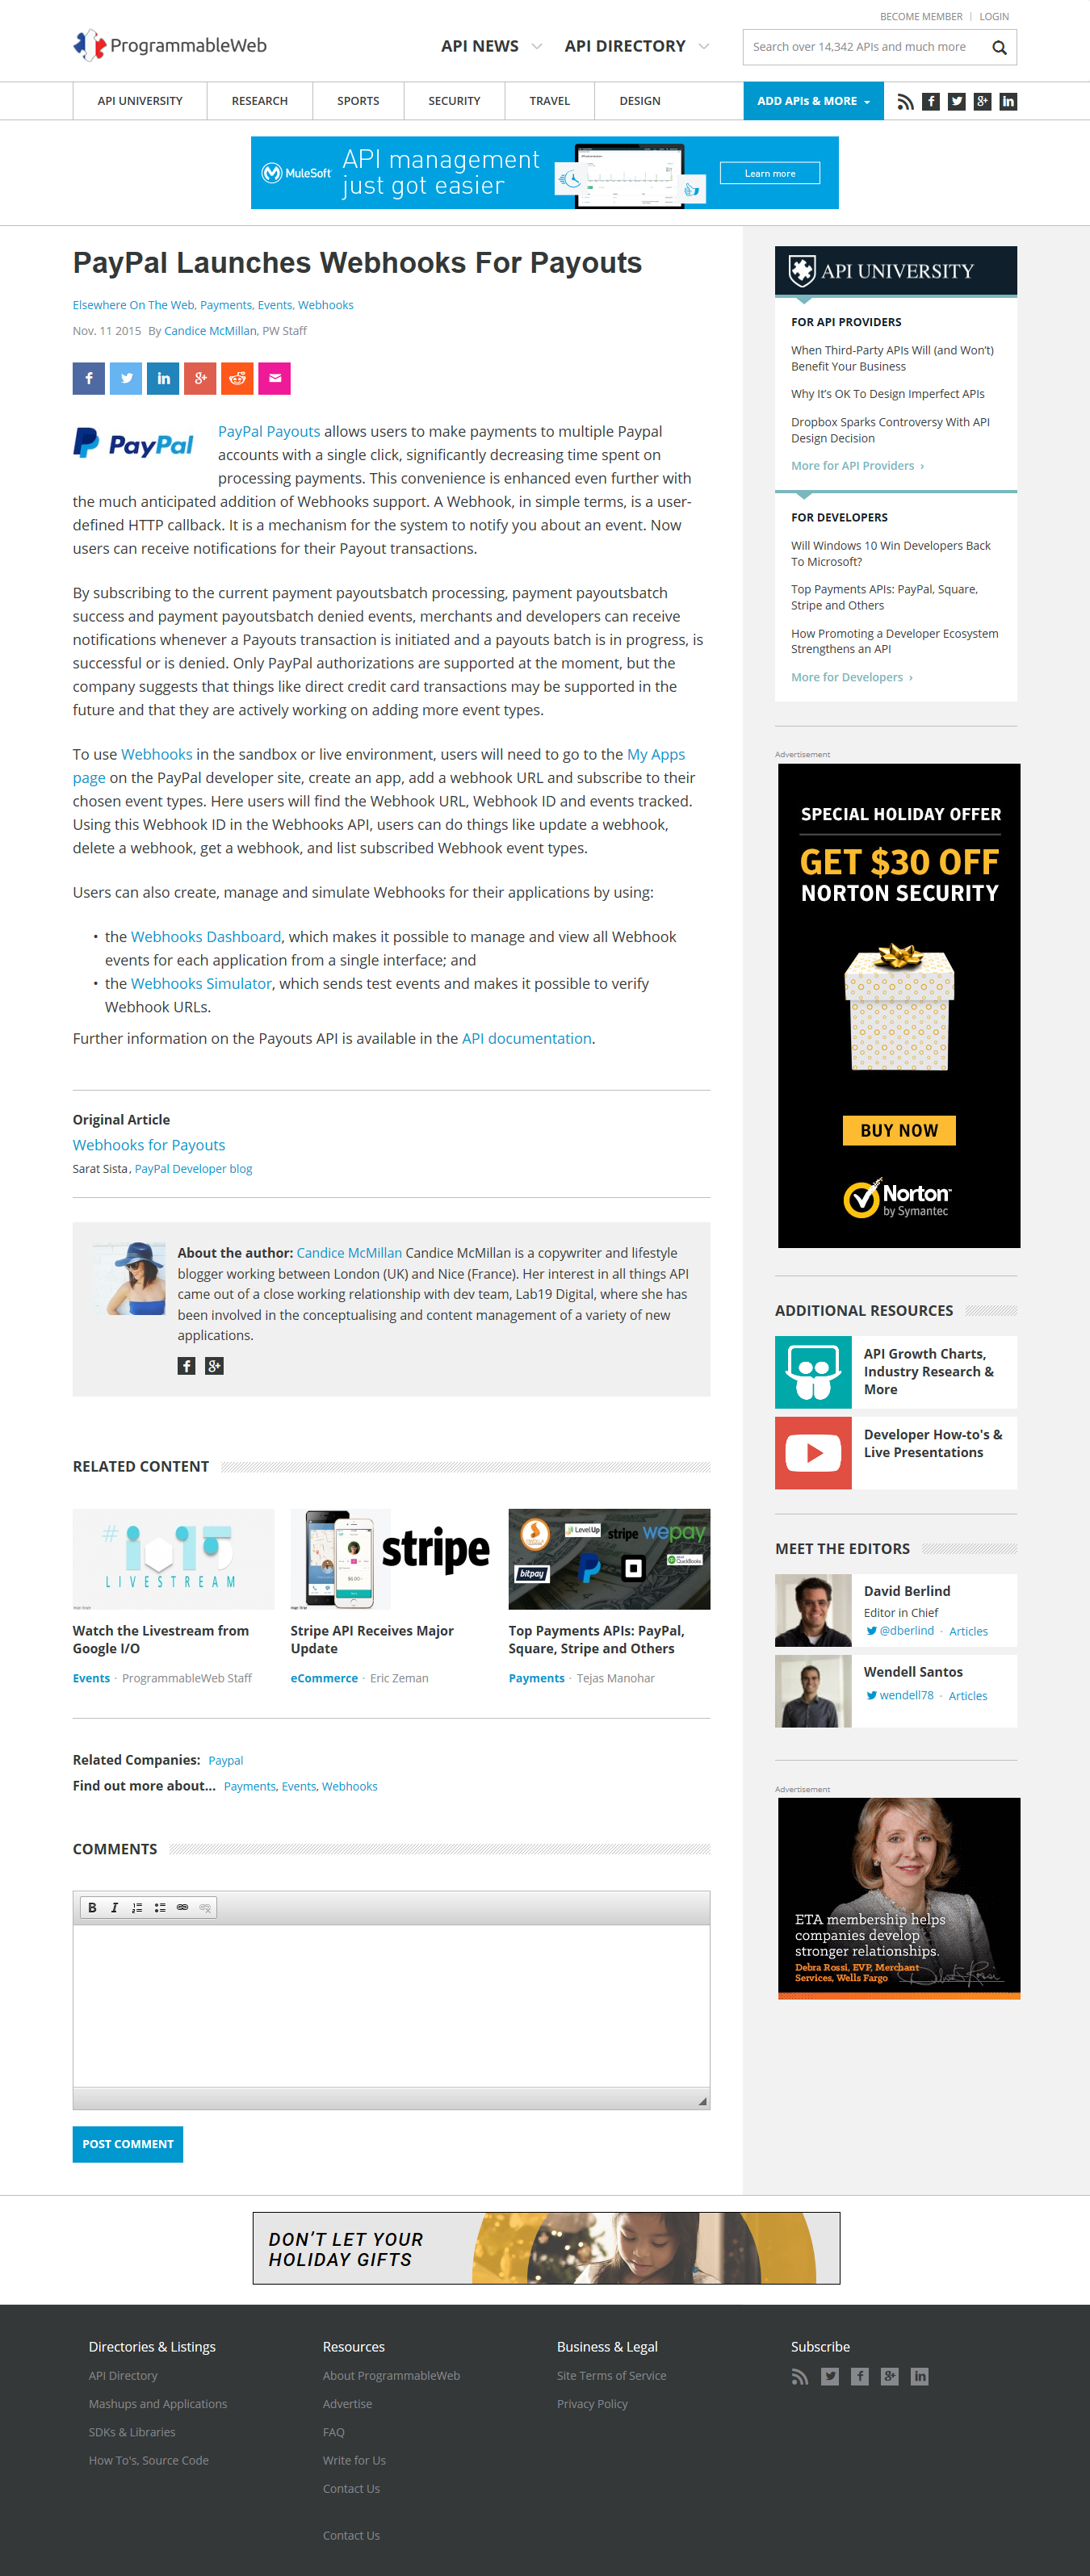 BECOME MEMBER | LOGIN
ProgrammableWeb
API NEWS
API DIRECTORY
Search over 14,342 APIs and much more
API UNIVERSITY
RESEARCH
SPORTS
SECURITY
TRAVEL
DESIGN
ADD APIs & MORE
MuleSoft
API management
just got easier
Learn more
PayPal Launches Webhooks For Payouts
Elsewhere On The Web, Payments, Events, Webhooks
Nov. 11 2015 By Candice McMillan, PW Staff
PayPal
PayPal Payouts allows users to make payments to multiple Paypal
accounts with a single click, significantly decreasing time spent on
processing payments. This convenience is enhanced even further with
the much anticipated addition of Webhooks support. A Webhook, in simple terms, is a user-
defined HTTP callback. It is a mechanism for the system to notify you about an event. Now
users can receive notifications for their Payout transactions.
By subscribing to the current payment payoutsbatch processing, payment payoutsbatch
success and payment payoutsbatch denied events, merchants and developers can receive
notifications whenever a Payouts transaction is initiated and a payouts batch is in progress, is
successful or is denied. Only PayPal authorizations are supported at the moment, but the
company suggests that things like direct credit card transactions may be supported in the
future and that they are actively working on adding more event types.
To use Webhooks in the sandbox or live environment, users will need to go to the My Apps
page on the PayPal developer site, create an app, add a webhook URL and subscribe to their
chosen event types. Here users will find the Webhook URL, Webhook ID and events tracked.
Using this Webhook ID in the Webhooks API, users can do things like update a webhook,
delete a webhook, get a webhook, and list subscribed Webhook event types.
Users can also create, manage and simulate Webhooks for their applications by using:
• the Webhooks Dashboard, which makes it possible to manage and view all Webhook
events for each application from a single interface; and
• the Webhooks Simulator, which sends test events and makes it possible to verify
Webhook URLs.
Further information on the Payouts API is available in the API documentation.
Original Article
Webhooks for Payouts
Sarat Sista, PayPal Developer blog
About the author: Candice McMillan Candice McMillan is a copywriter and lifestyle
blogger working between London (UK) and Nice (France). Her interest in all things API
came out of a close working relationship with dev team, Lab19 Digital, where she has
been involved in the conceptualising and content management of a variety of new
applications.
RELATED CONTENT
#io15
LIVESTREAM
Watch the Livestream from
Google I/O
Events · ProgrammableWeb Staff
stripe
Stripe API Receives Major
Update
eCommerce · Eric Zeman
LevelUp
stripe
wepay
bitpay
QuickBooks
Top Payments APIs: PayPal,
Square, Stripe and Others
Payments · Tejas Manohar
Related Companies: Paypal
Find out more about... Payments, Events, Webhooks
COMMENTS
B I
POST COMMENT
API UNIVERSITY
FOR API PROVIDERS
When Third-Party APIs Will (and Won't)
Benefit Your Business
Why It's OK To Design Imperfect APIs
Dropbox Sparks Controversy With API
Design Decision
More for API Providers ›
FOR DEVELOPERS
Will Windows 10 Win Developers Back
To Microsoft?
Top Payments APIs: PayPal, Square,
Stripe and Others
How Promoting a Developer Ecosystem
Strengthens an API
More for Developers ›
Advertisement
SPECIAL HOLIDAY OFFER
GET $30 OFF
NORTON SECURITY
BUY NOW
Norton
by Symantec
ADDITIONAL RESOURCES
API Growth Charts,
Industry Research &
More
Developer How-to's &
Live Presentations
MEET THE EDITORS
David Berlind
Editor in Chief
@dberlind · Articles
Wendell Santos
wendell78 · Articles
Advertisement
ETA membership helps
companies develop
stronger relationships.
Debra Rossi, EVP, Merchant
Services, Wells Fargo
DON'T LET YOUR
HOLIDAY GIFTS
Directories & Listings
API Directory
Mashups and Applications
SDKs & Libraries
How To's, Source Code
Resources
About ProgrammableWeb
Advertise
FAQ
Write for Us
Contact Us
Contact Us
Business & Legal
Site Terms of Service
Privacy Policy
Subscribe